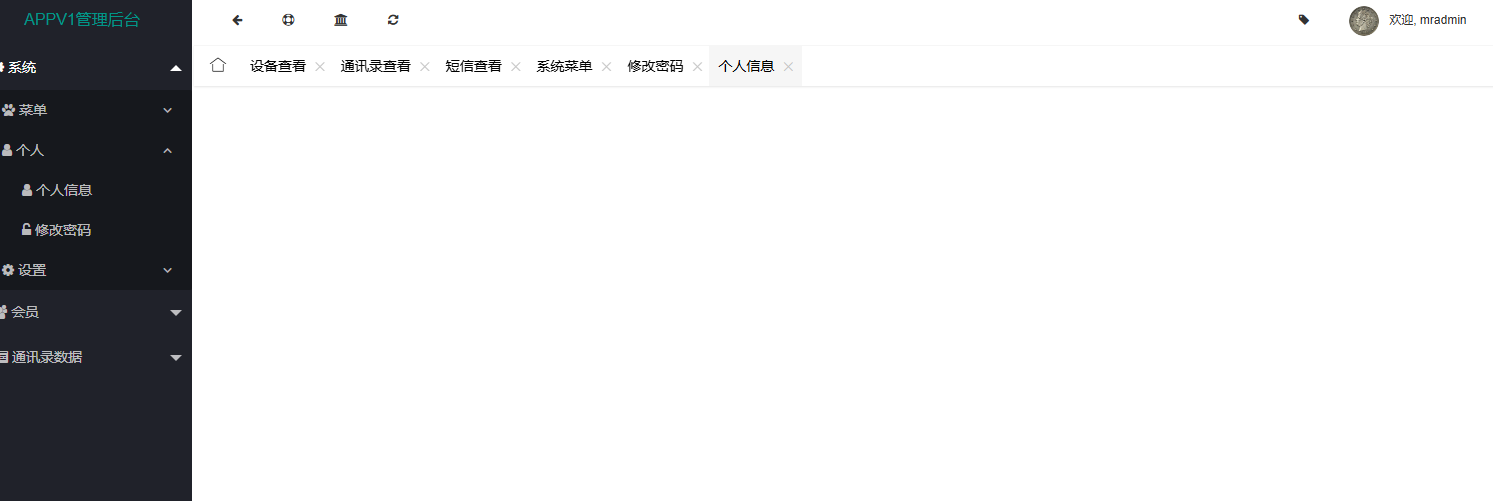 APPV1管理后台
欢迎, mradmin
系统
设备查看 通讯录查看 短信查看 系统菜单 修改密码 个人信息
菜单
个人
个人信息
修改密码
设置
会员
通讯录数据